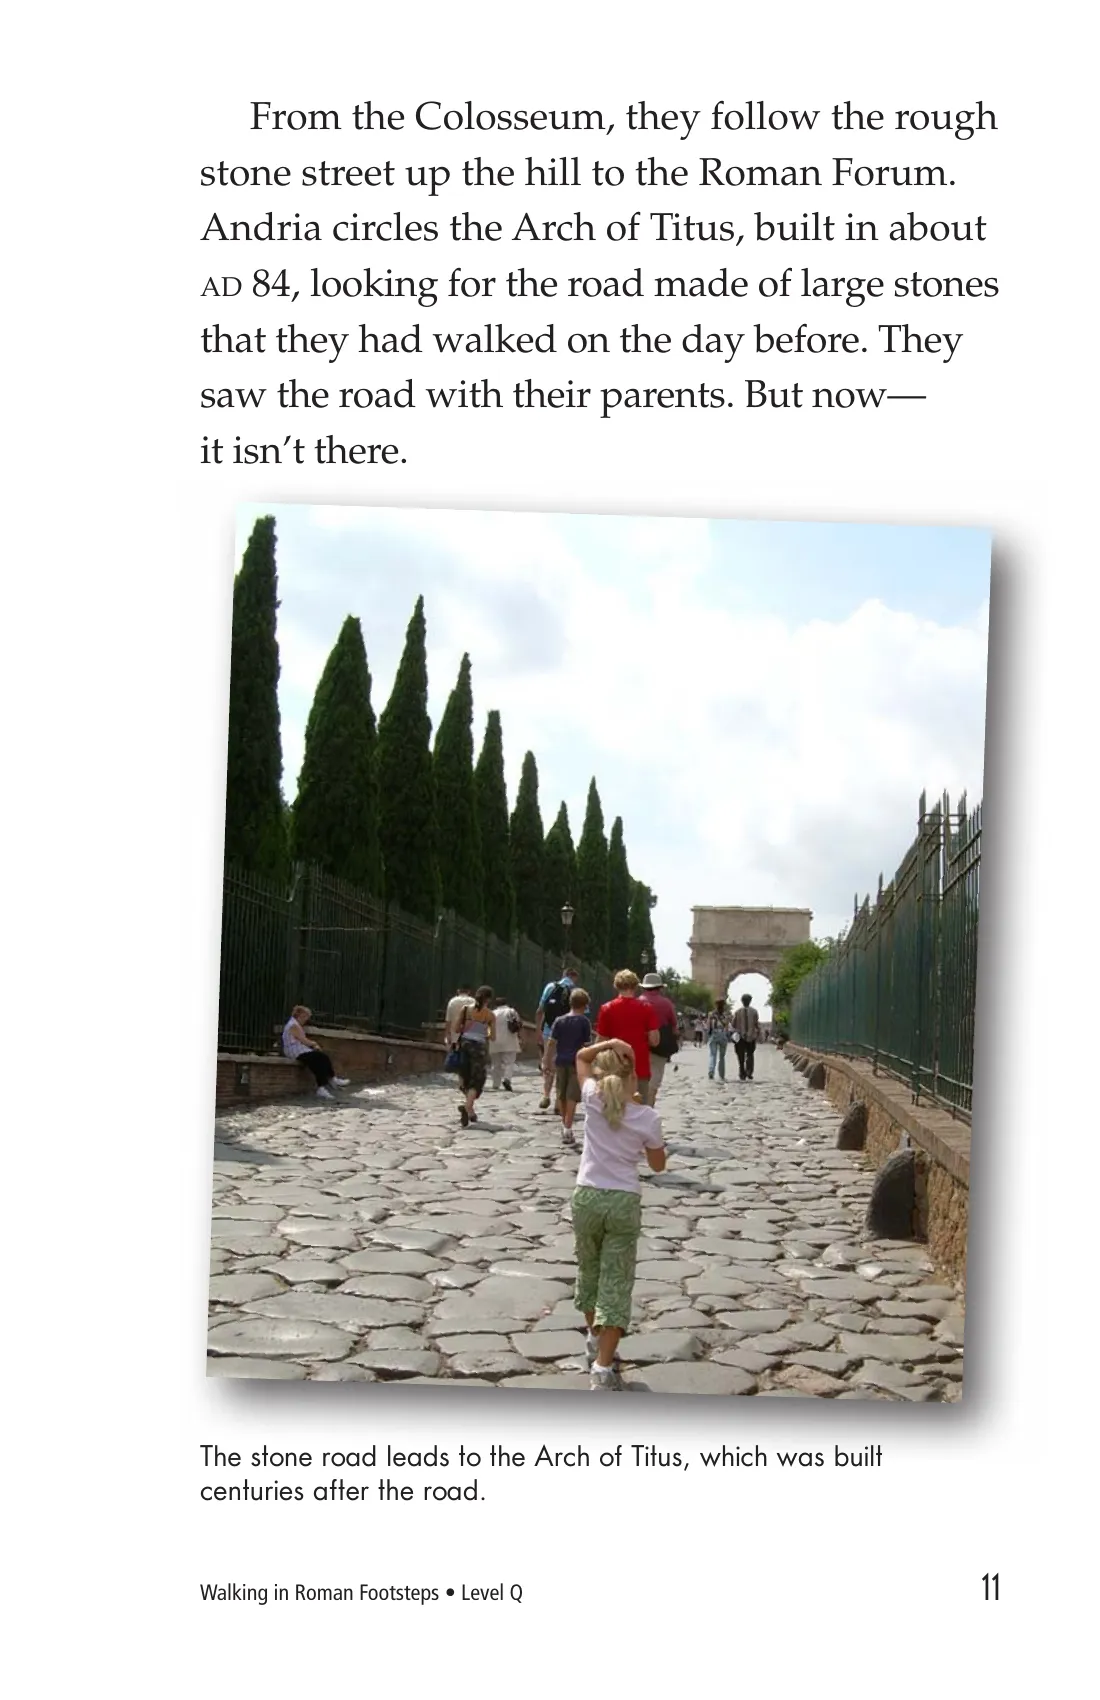 From the Colosseum, they follow the rough
stone street up the hill to the Roman Forum.
Andria circles the Arch of Titus, built in about
AD 84, looking for the road made of large stones
that they had walked on the day before. They
saw the road with their parents. But now—
it isn’t there.
The stone road leads to the Arch of Titus, which was built
centuries after the road.
Walking in Roman Footsteps • Level Q
11